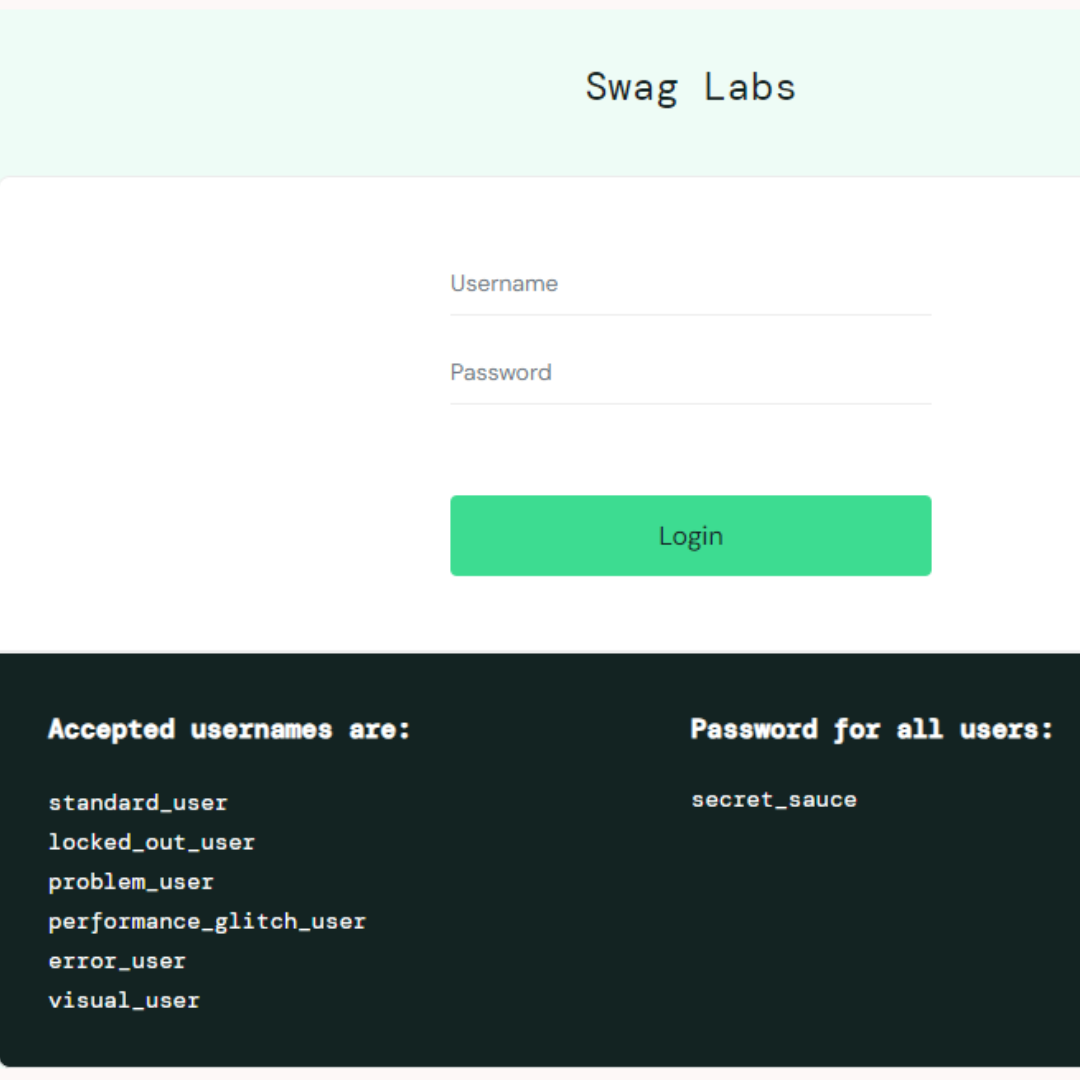 Swag Labs
Username
Password
Login
Accepted usernames are:
standard_user
locked_out_user
problem_user
performance_glitch_user
error_user
visual_user
Password for all users:
secret_sauce